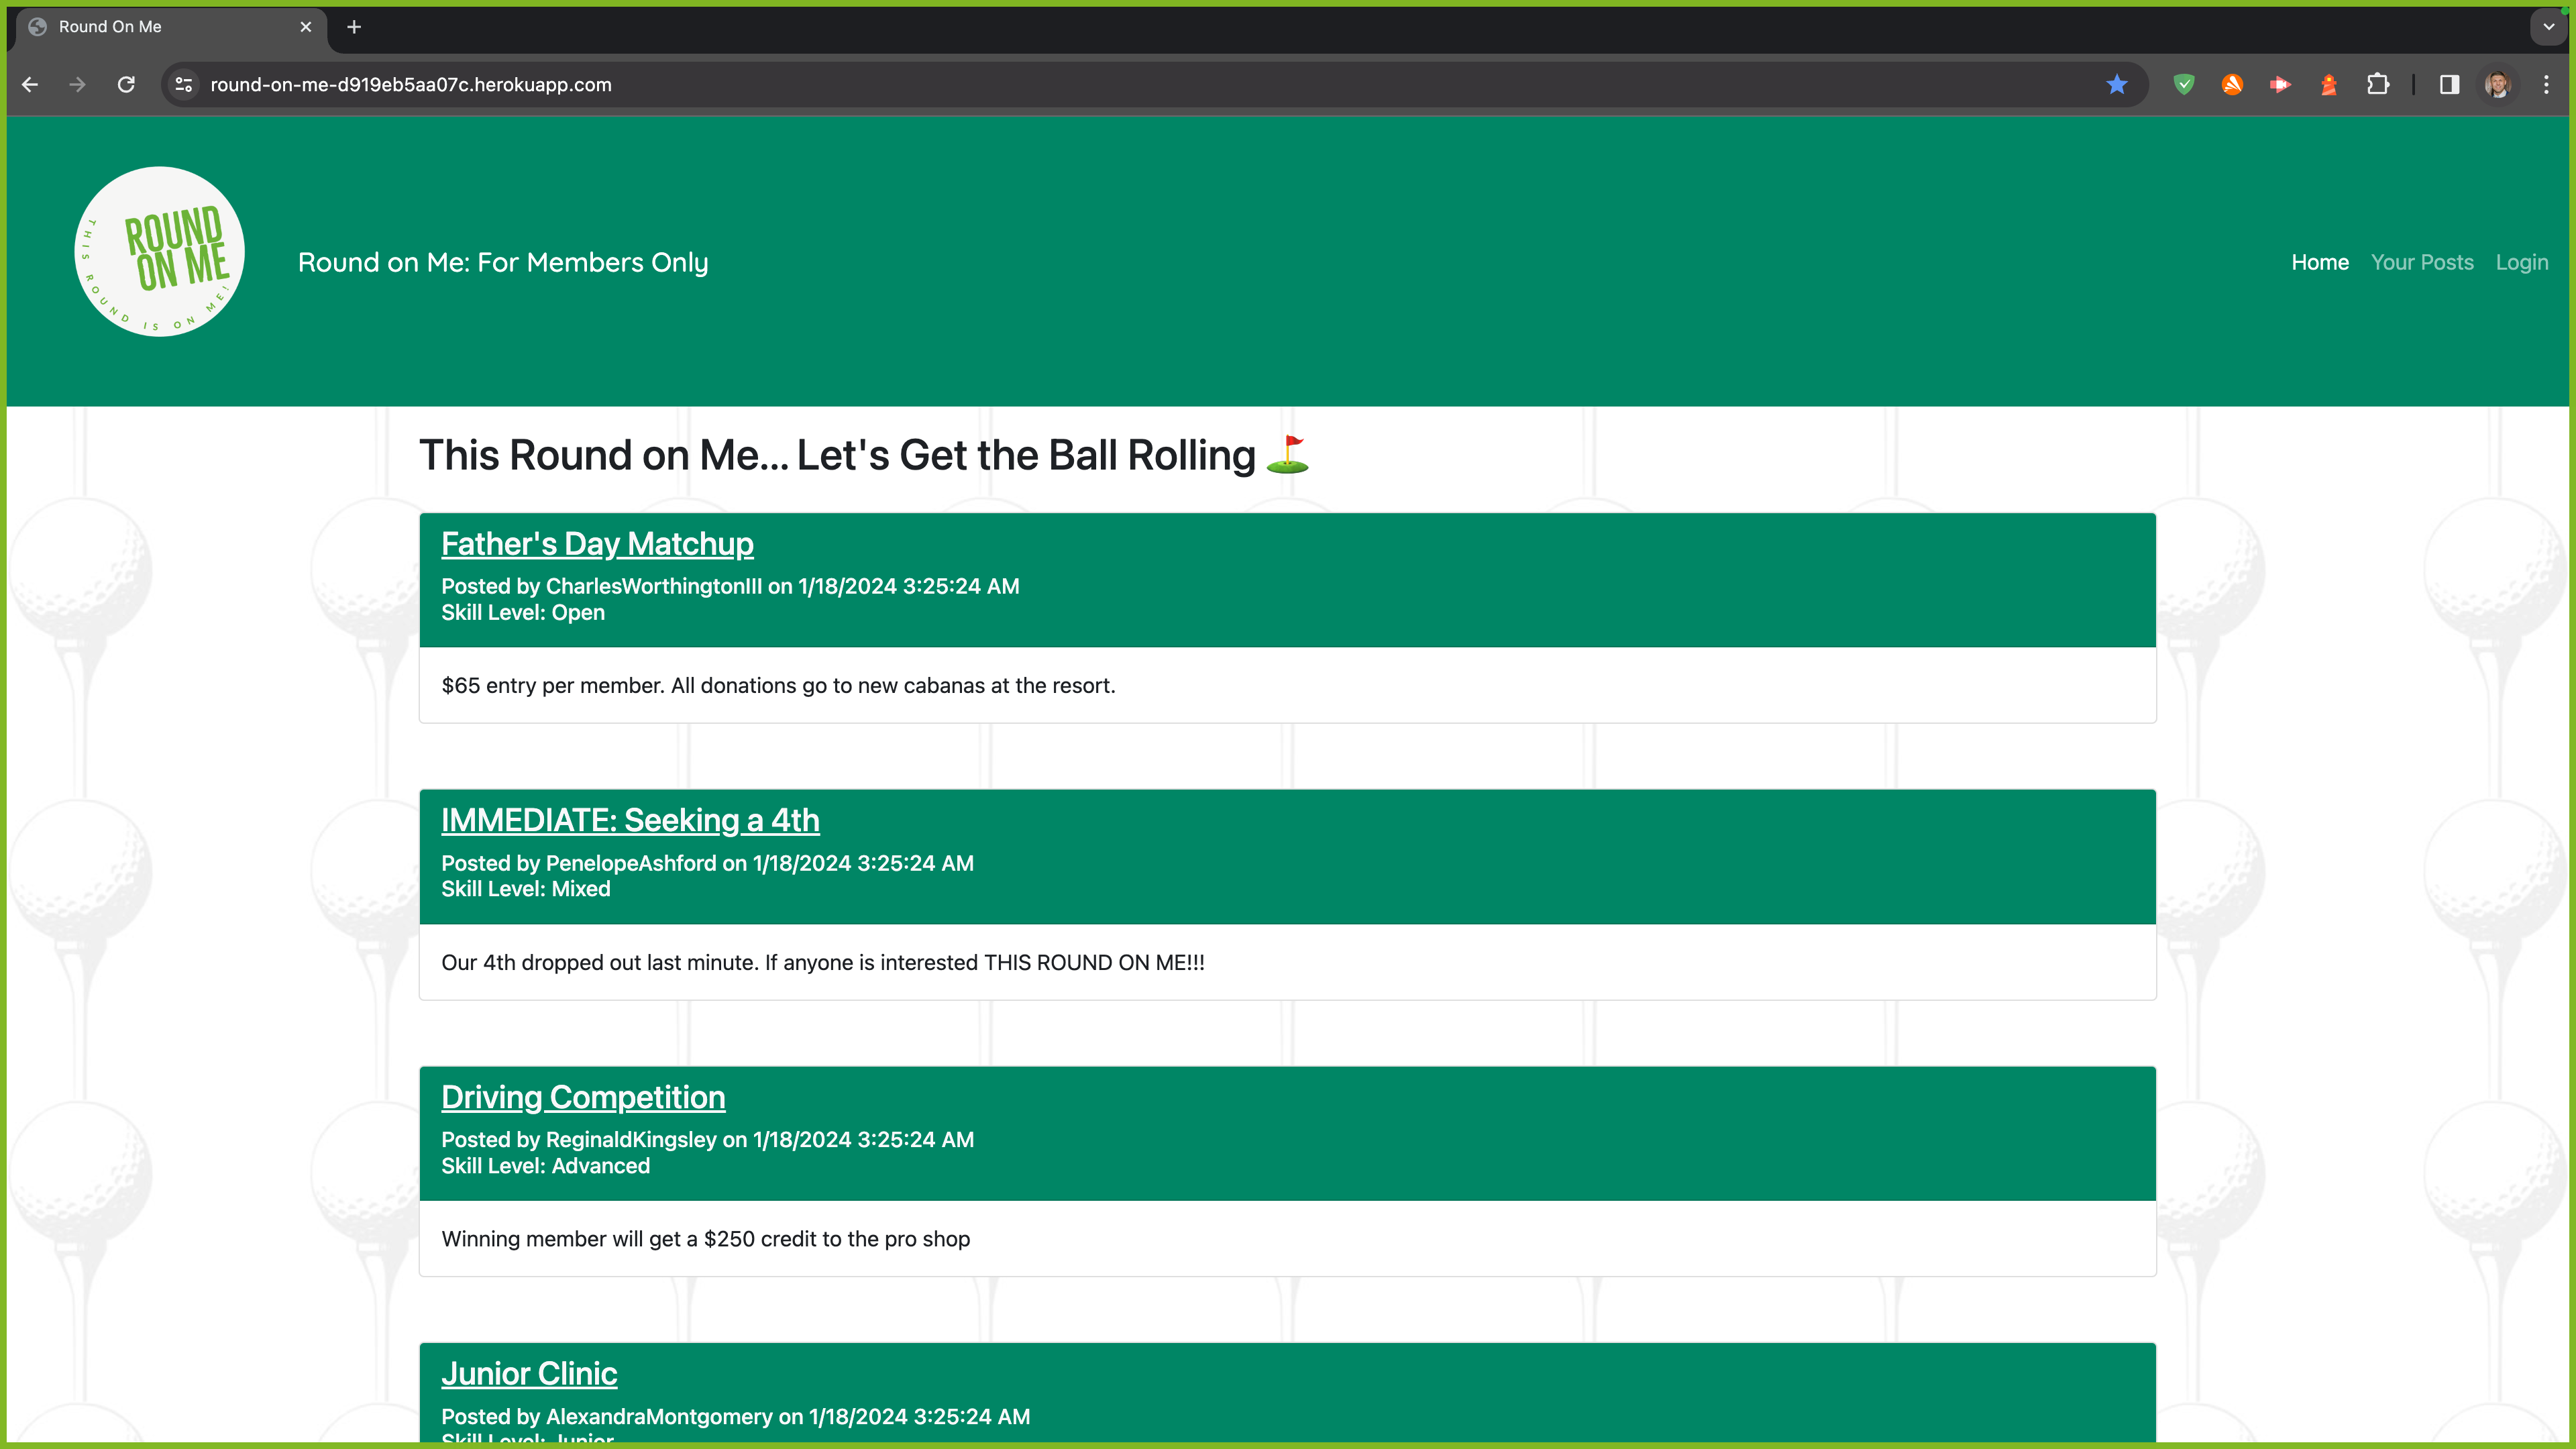 Round On Me
round-on-me-d919eb5aa07c.herokuapp.com
ROUND
ON ME
THIS ROUND IS ON ME!
Round on Me: For Members Only
Home Your Posts Login
This Round on Me... Let's Get the Ball Rolling ⛳
Father's Day Matchup
Posted by CharlesWorthingtonIII on 1/18/2024 3:25:24 AM
Skill Level: Open
$65 entry per member. All donations go to new cabanas at the resort.
IMMEDIATE: Seeking a 4th
Posted by PenelopeAshford on 1/18/2024 3:25:24 AM
Skill Level: Mixed
Our 4th dropped out last minute. If anyone is interested THIS ROUND ON ME!!!
Driving Competition
Posted by ReginaldKingsley on 1/18/2024 3:25:24 AM
Skill Level: Advanced
Winning member will get a $250 credit to the pro shop
Junior Clinic
Posted by AlexandraMontgomery on 1/18/2024 3:25:24 AM
Skill Level: Junior